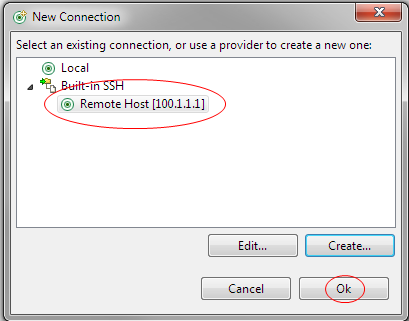 New Connection
Select an existing connection, or use a provider to create a new one:
Local
Built-in SSH
Remote Host [100.1.1.1]
Edit...
Create...
Cancel
Ok